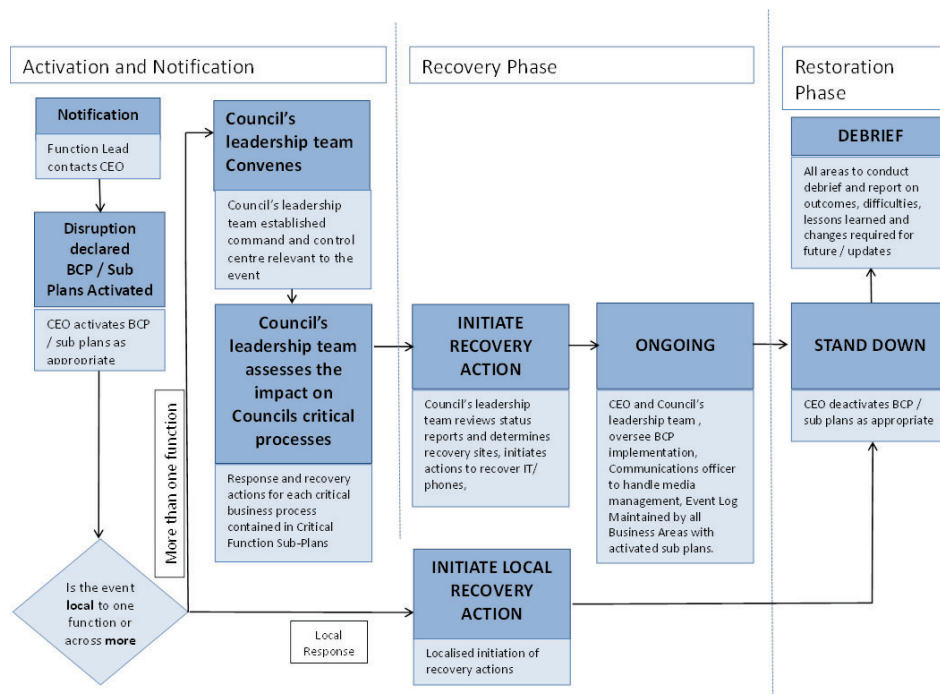 Activation and Notification
Recovery Phase
Restoration
Phase
Notification
Function Lead
contacts CEO
Disruption
declared
BCP / Sub
Plans Activated
CEO activates BCP
/ sub plans as
appropriate
Is the event
local to one
function or
across more
More than one function
Local
Response
Council's
leadership team
Convenes
Council's leadership
team established
command and control
centre relevant to the
event
Council's
leadership team
assesses the
impact on
Councils critical
processes
Response and recovery
actions for each critical
business process
contained in Critical
Function Sub-Plans
INITIATE
RECOVERY
ACTION
Council's leadership
team reviews status
reports and determines
recovery sites, initiates
actions to recover IT/
phones,
ONGOING
CEO and Council's
leadership team ,
oversee BCP
implementation,
Communications officer
to handle media
management, Event Log
Maintained by all
Business Areas with
activated sub plans.
INITIATE LOCAL
RECOVERY
ACTION
Localised initiation of
recovery actions
DEBRIEF
All areas to conduct
debrief and report on
outcomes, difficulties,
lessons learned and
changes required for
future / updates
STAND DOWN
CEO deactivates BCP /
sub plans as appropriate